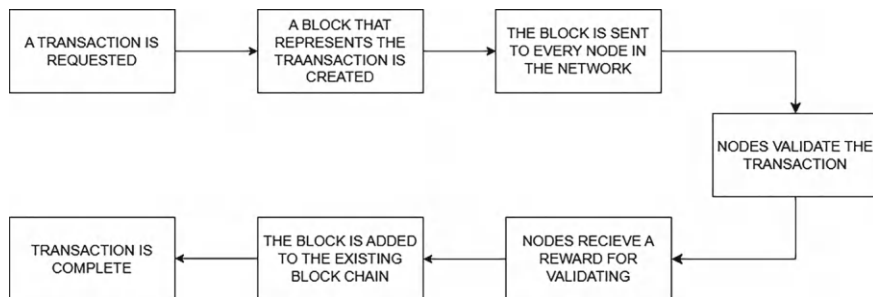 A TRANSACTION IS
REQUESTED
A BLOCK THAT
REPRESENTS THE
TRAANSACTION IS
CREATED
THE BLOCK IS SENT
TO EVERY NODE IN
THE NETWORK
NODES VALIDATE THE
TRANSACTION
NODES RECIEVE A
REWARD FOR
VALIDATING
THE BLOCK IS ADDED
TO THE EXISTING
BLOCK CHAIN
TRANSACTION IS
COMPLETE